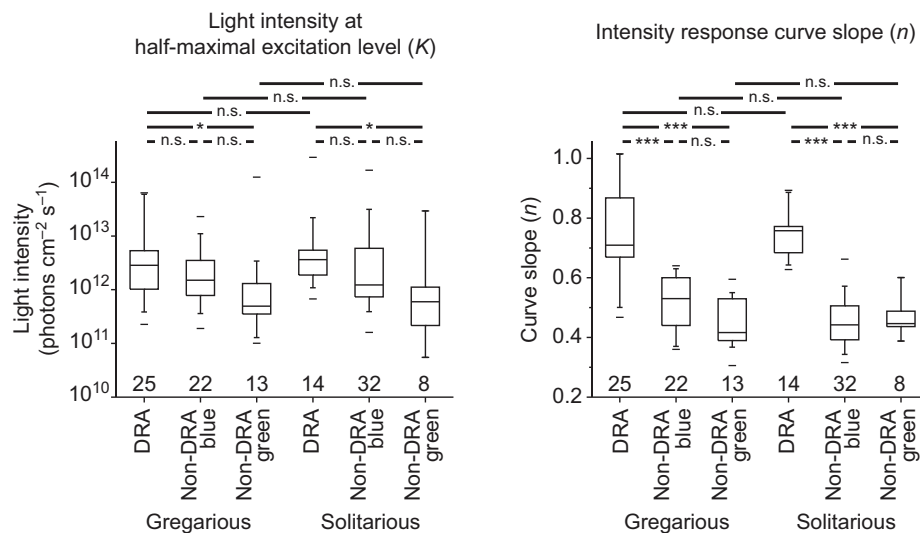 Light intensity at
half-maximal excitation level (K)
n.s.
n.s.
n.s.
* *
n.s. n.s. n.s. n.s.
Light intensity
(photons cm⁻² s⁻¹)
10¹⁴
10¹³
10¹²
10¹¹
10¹⁰
25 22 13 14 32 8
DRA
Non-DRA
blue
Non-DRA
green
DRA
Non-DRA
blue
Non-DRA
green
Gregarious Solitarious
Intensity response curve slope (n)
n.s.
n.s.
n.s.
*** ***
*** n.s. *** n.s.
Curve slope (n)
1.0
0.8
0.6
0.4
0.2
25 22 13 14 32 8
DRA
Non-DRA
blue
Non-DRA
green
DRA
Non-DRA
blue
Non-DRA
green
Gregarious Solitarious